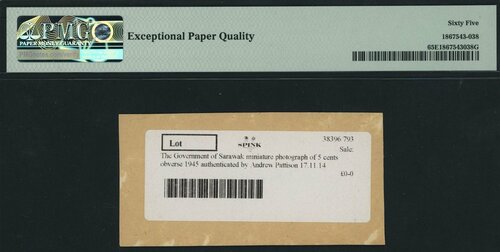 PMG
PAPER MONEY GUARANTY
Exceptional Paper Quality
Sixty Five
1867543-038
65E1867543038G
Lot
SPINK
38396 793
Sale:
The Government of Sarawak miniature photograph of 5 cents
obverse 1945 authenticated by Andrew Pattison 17.11.14
£0-0